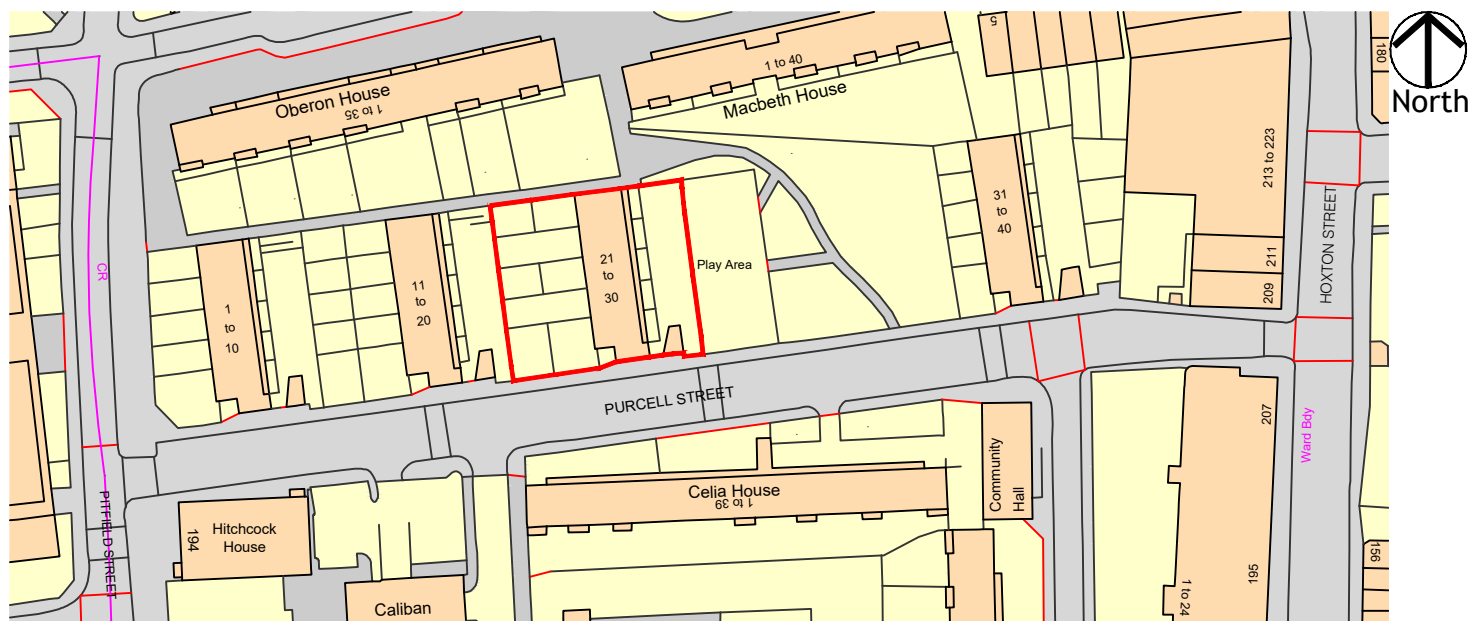 North
Oberon House
1 to 35
1 to 40
Macbeth House
5
180
213 to 223
HOXTON STREET
211
209
CR
1
to
10
11
to
20
21
to
30
Play Area
31
to
40
PURCELL STREET
PITFIELD STREET
194
Hitchcock
House
Caliban
Celia House
1 to 39
Community
Hall
207
195
1 to 24
Ward Bdy
156